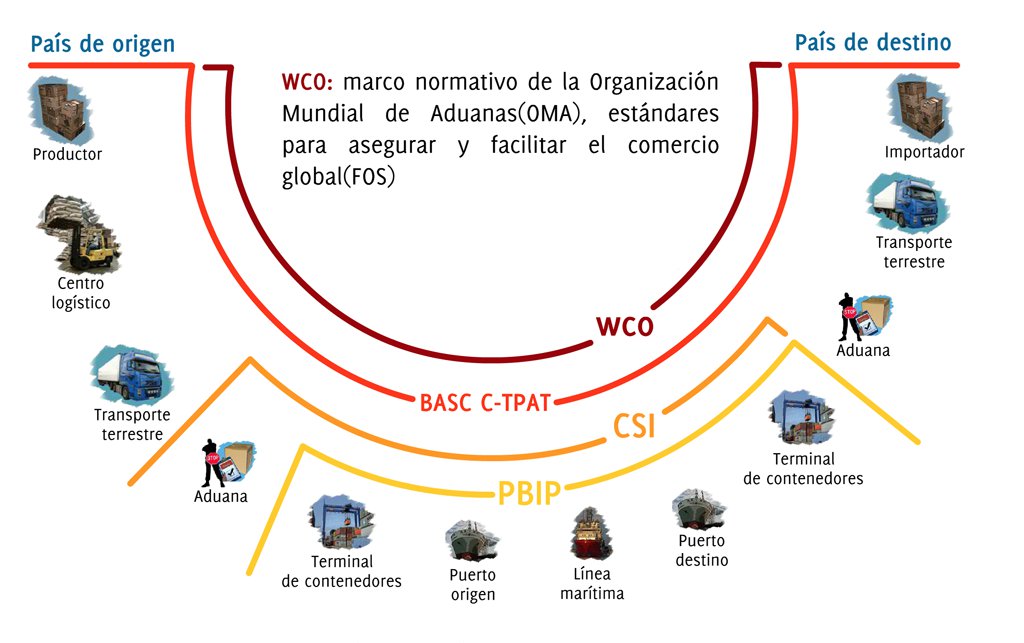 País de origen
País de destino
WCO: marco normativo de la Organización
Mundial de Aduanas(OMA), estándares
para asegurar y facilitar el comercio
global(FOS)
Productor
Importador
Centro
logístico
Transporte
terrestre
WCO
Aduana
BASC C-TPAT
Transporte
terrestre
CSI
Aduana
STOP
STOP
PBIP
Terminal
de contenedores
Terminal
de contenedores
Puerto
origen
Línea
marítima
Puerto
destino